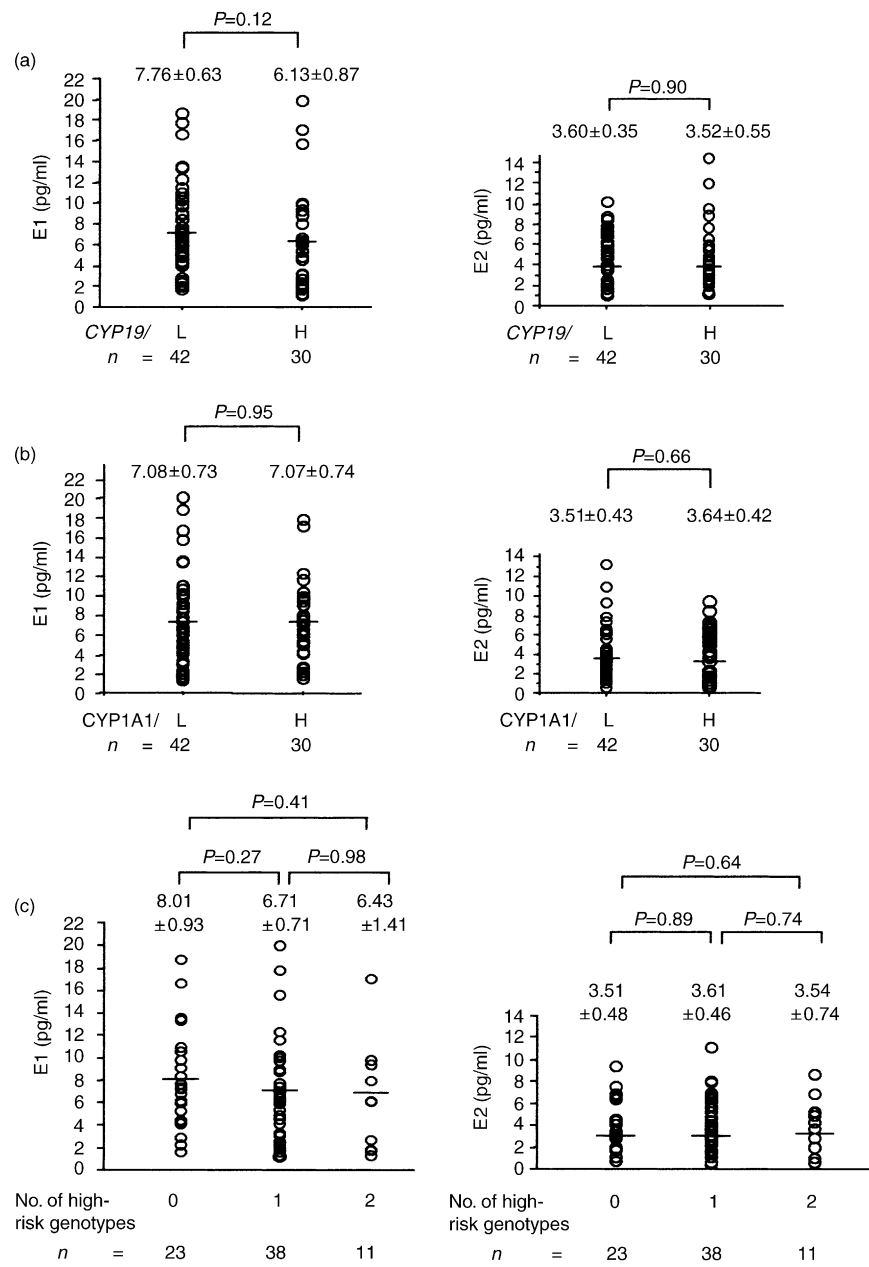 (a)
P=0.12
7.76±0.63 6.13±0.87
E1 (pg/ml)
22
20
18
16
14
12
10
8
6
4
2
0
CYP19/ L H
n = 42 30
P=0.90
3.60±0.35 3.52±0.55
E2 (pg/ml)
14
12
10
8
6
4
2
0
CYP19/ L H
n = 42 30
(b)
P=0.95
7.08±0.73 7.07±0.74
E1 (pg/ml)
22
20
18
16
14
12
10
8
6
4
2
0
CYP1A1/ L H
n = 42 30
P=0.66
3.51±0.43 3.64±0.42
E2 (pg/ml)
14
12
10
8
6
4
2
0
CYP1A1/ L H
n = 42 30
(c)
P=0.41
P=0.27 P=0.98
8.01 6.71 6.43
±0.93 ±0.71 ±1.41
E1 (pg/ml)
22
20
18
16
14
12
10
8
6
4
2
0
No. of high- 0 1 2
risk genotypes
n = 23 38 11
P=0.64
P=0.89 P=0.74
3.51 3.61 3.54
±0.48 ±0.46 ±0.74
E2 (pg/ml)
14
12
10
8
6
4
2
0
No. of high- 0 1 2
risk genotypes
n = 23 38 11